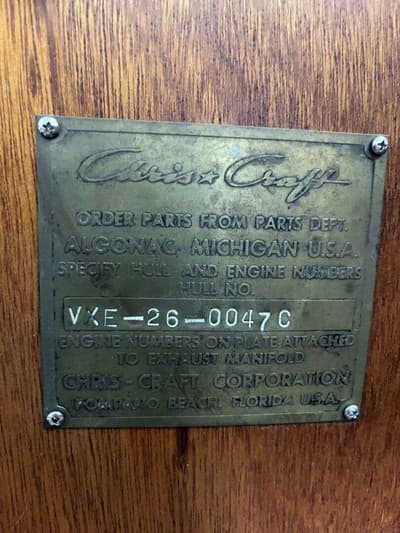 Chris★Craft
ORDER PARTS FROM PARTS DEPT.
ALGONAC, MICHIGAN U.S.A.
SPECIFY HULL AND ENGINE NUMBERS
HULL NO.
VXE-26-0047C
ENGINE NUMBERS ON PLATE ATTACHED
TO EXHAUST MANIFOLD
CHRIS-CRAFT CORPORATION
POMPANO BEACH, FLORIDA U.S.A.